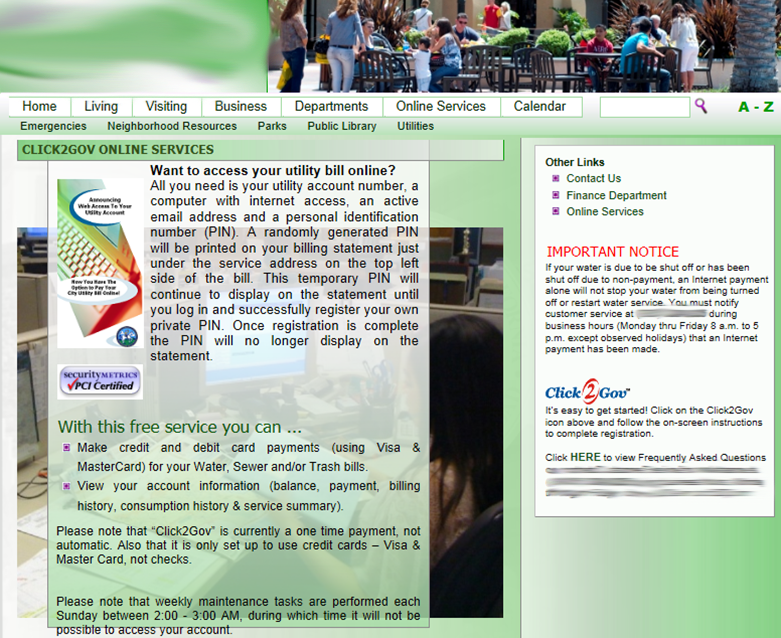 Home Living Visiting Business Departments Online Services Calendar A - Z
Emergencies Neighborhood Resources Parks Public Library Utilities
CLICK2GOV ONLINE SERVICES
Announcing
Web Access To Your
Utility Account
Now You Have The
Option to Pay Your
City Utility Bill Online!
securityMETRICS
PCI Certified
Want to access your utility bill online?
All you need is your utility account number, a
computer with internet access, an active
email address and a personal identification
number (PIN). A randomly generated PIN
will be printed on your billing statement just
under the service address on the top left
side of the bill. This temporary PIN will
continue to display on the statement until
you log in and successfully register your own
private PIN. Once registration is complete
the PIN will no longer display on the
statement.
With this free service you can ...
Make credit and debit card payments (using Visa &
MasterCard) for your Water, Sewer and/or Trash bills.
View your account information (balance, payment, billing
history, consumption history & service summary).
Please note that “Click2Gov” is currently a one time payment, not
automatic. Also that it is only set up to use credit cards – Visa &
Master Card, not checks.
Please note that weekly maintenance tasks are performed each
Sunday between 2:00 - 3:00 AM, during which time it will not be
possible to access your account.
Other Links
Contact Us
Finance Department
Online Services
IMPORTANT NOTICE
If your water is due to be shut off or has been
shut off due to non-payment, an Internet payment
alone will not stop your water from being turned
off or restart water service. You must notify
customer service at during
business hours (Monday thru Friday 8 a.m. to 5
p.m. except observed holidays) that an Internet
payment has been made.
Click2Gov™
It's easy to get started! Click on the Click2Gov
icon above and follow the on-screen instructions
to complete registration.
Click HERE to view Frequently Asked Questions